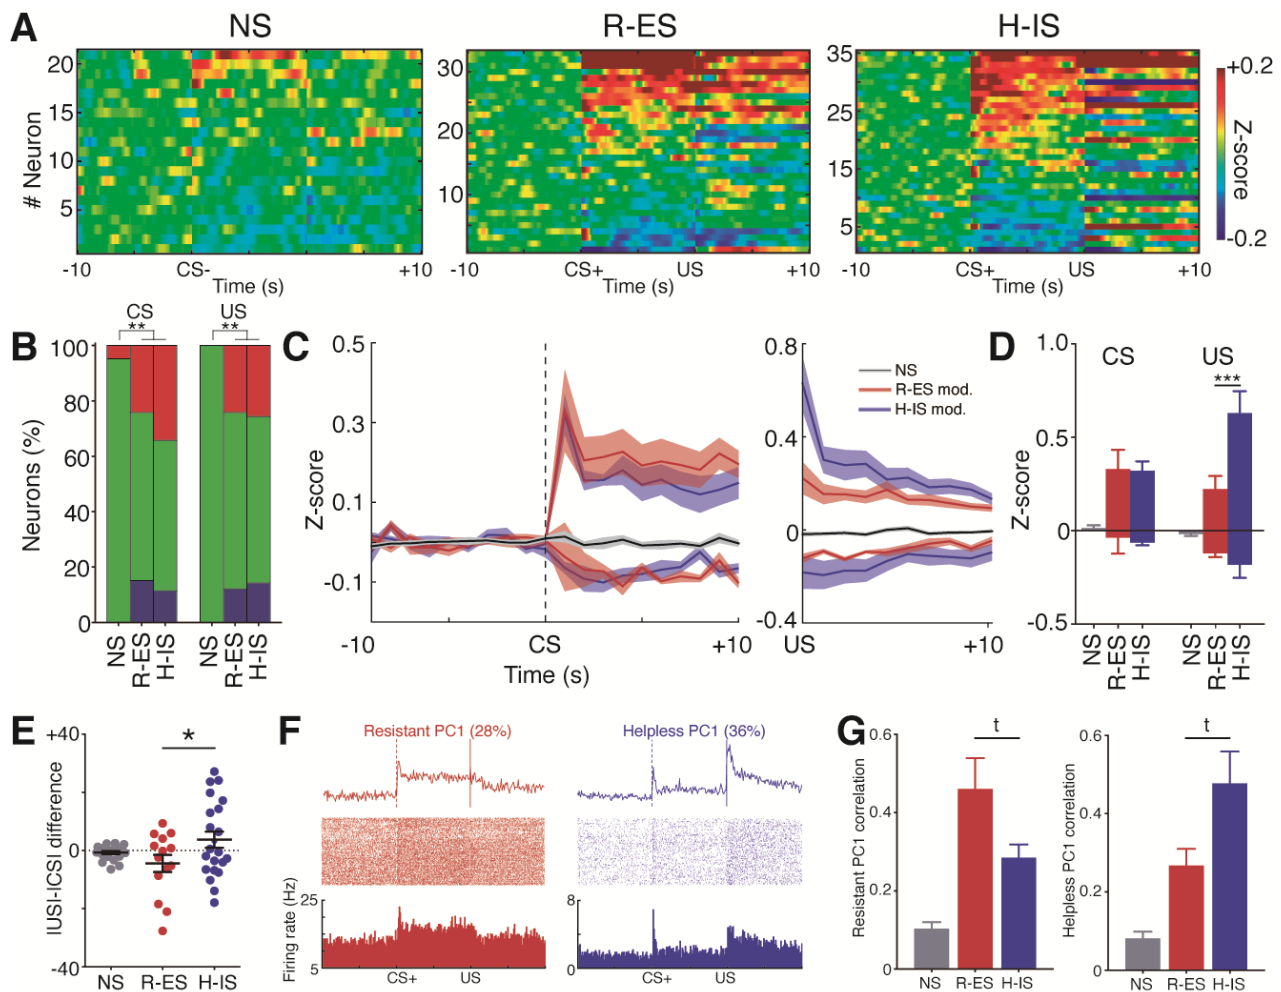 A
NS
R-ES
H-IS
# Neuron
20
15
10
5
-10
CS-
+10
Time (s)
30
20
10
-10
CS+
US
+10
Time (s)
35
25
15
5
-10
CS+
US
+10
Time (s)
+0.2
Z-score
-0.2
B
CS
**
US
**
Neurons (%)
100
80
60
40
20
0
NS
R-ES
H-IS
NS
R-ES
H-IS
C
Z-score
0.5
0.3
0.1
-0.1
-10
CS
+10
Time (s)
0.8
0.4
0
-0.4
US
+10
NS
R-ES mod.
H-IS mod.
D
Z-score
1.0
0.5
0
-0.5
CS
US
***
NS
R-ES
H-IS
NS
R-ES
H-IS
E
IUSI-ICSI difference
+40
0
-40
*
NS
R-ES
H-IS
F
Resistant PC1 (28%)
Helpless PC1 (36%)
Firing rate (Hz)
25
5
CS+
US
8
0
CS+
US
G
Resistant PC1 correlation
0.6
0.4
0.2
0
t
NS
R-ES
H-IS
Helpless PC1 correlation
0.6
0.4
0.2
0
t
NS
R-ES
H-IS